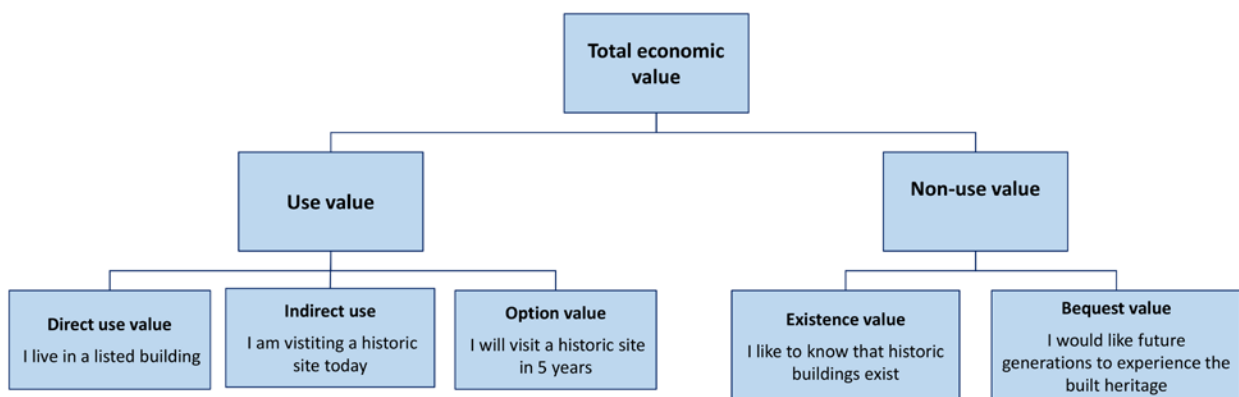 Total economic
value
Use value
Non-use value
Direct use value
I live in a listed building
Indirect use
I am vistiting a historic
site today
Option value
I will visit a historic site
in 5 years
Existence value
I like to know that historic
buildings exist
Bequest value
I would like future
generations to experience the
built heritage